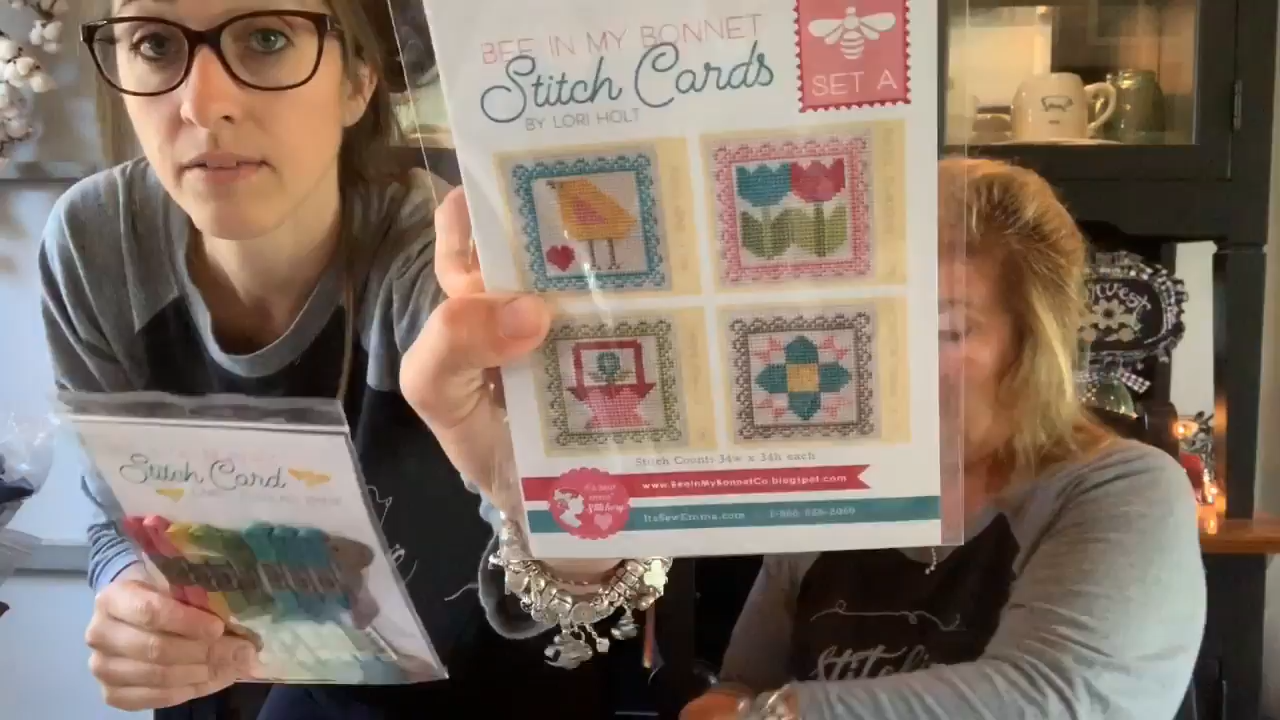 BEE IN MY BONNET
Stitch Cards
BY LORI HOLT
SET A
Stitch Count: 34w x 34h each
www.BeeInMyBonnetCo.blogspot.com
ItsSewEmma.com
Stitch Card